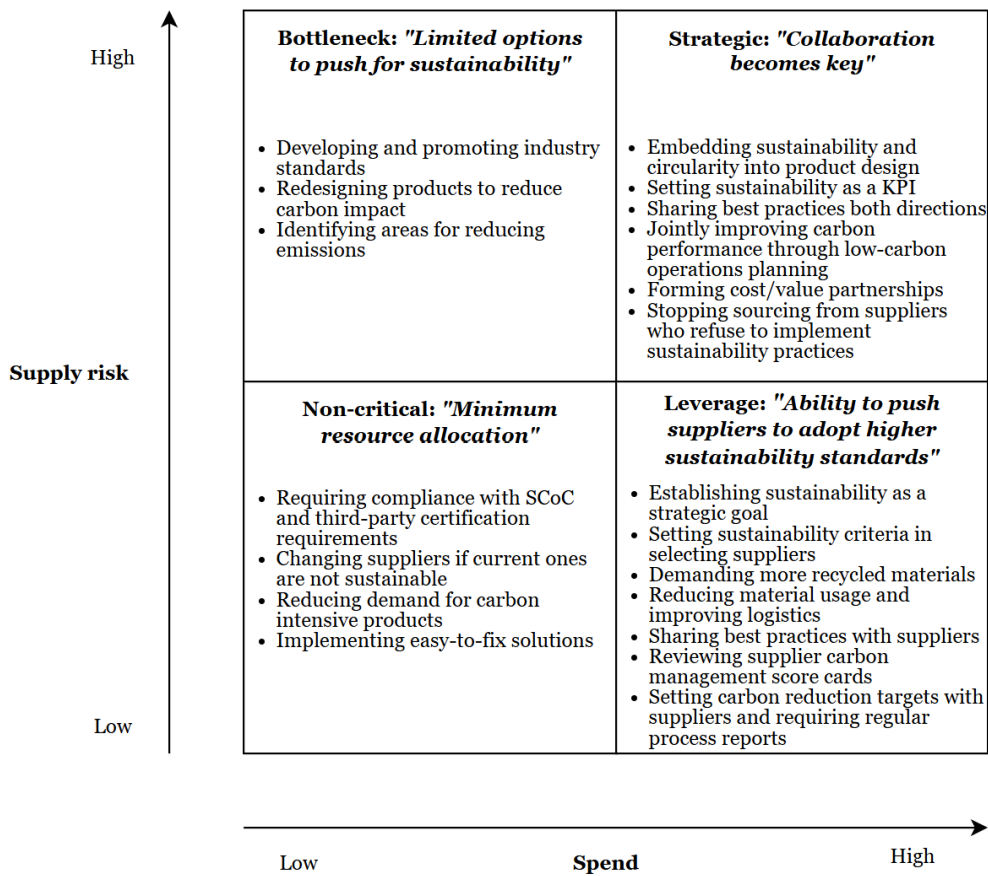 High
Bottleneck: "Limited options
to push for sustainability"
• Developing and promoting industry
standards
• Redesigning products to reduce
carbon impact
• Identifying areas for reducing
emissions
Strategic: "Collaboration
becomes key"
• Embedding sustainability and
circularity into product design
• Setting sustainability as a KPI
• Sharing best practices both directions
• Jointly improving carbon
performance through low-carbon
operations planning
• Forming cost/value partnerships
• Stopping sourcing from suppliers
who refuse to implement
sustainability practices
Supply risk
Non-critical: "Minimum
resource allocation"
• Requiring compliance with SCoC
and third-party certification
requirements
• Changing suppliers if current ones
are not sustainable
• Reducing demand for carbon
intensive products
• Implementing easy-to-fix solutions
Leverage: "Ability to push
suppliers to adopt higher
sustainability standards"
• Establishing sustainability as a
strategic goal
• Setting sustainability criteria in
selecting suppliers
• Demanding more recycled materials
• Reducing material usage and
improving logistics
• Sharing best practices with suppliers
• Reviewing supplier carbon
management score cards
• Setting carbon reduction targets with
suppliers and requiring regular
process reports
Low
Low
Spend
High